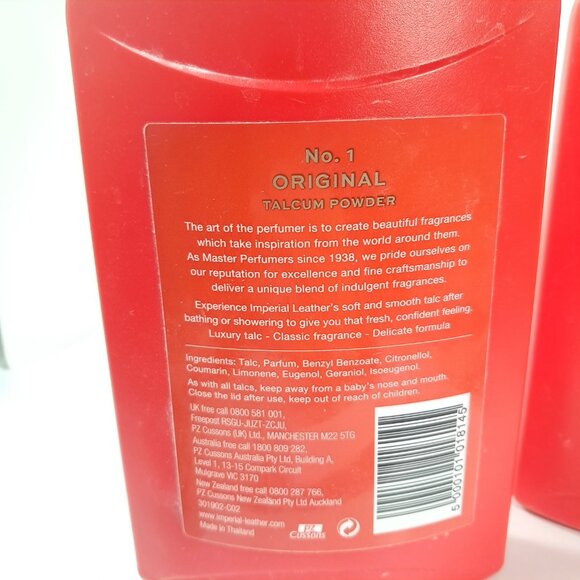 No. 1
ORIGINAL
TALCUM POWDER
The art of the perfumer is to create beautiful fragrances
which take inspiration from the world around them.
As Master Perfumers since 1938, we pride ourselves on
our reputation for excellence and fine craftsmanship to
deliver a unique blend of indulgent fragrances.
Experience Imperial Leather's soft and smooth talc after
bathing or showering to give you that fresh, confident feeling.
Luxury talc - Classic fragrance - Delicate formula
Ingredients: Talc, Parfum, Benzyl Benzoate, Citronellol,
Coumarin, Limonene, Eugenol, Geraniol, Isoeugenol.
As with all talcs, keep away from a baby's nose and mouth.
Close the lid after use, keep out of reach of children.
UK free call 0800 581 001,
Freepost RSGU-JUZT-ZCJU,
PZ Cussons (UK) Ltd., MANCHESTER M22 5TG
Australia free call 1800 809 282,
PZ Cussons Australia Pty Ltd, Building A,
Level 1, 13-15 Compark Circuit
Mulgrave VIC 3170
New Zealand free call 0800 287 766,
PZ Cussons New Zealand Pty Ltd Auckland
901902-C02
www.imperial-leather.com
Made in Thailand
PZ
Cussons
5 000101 018145